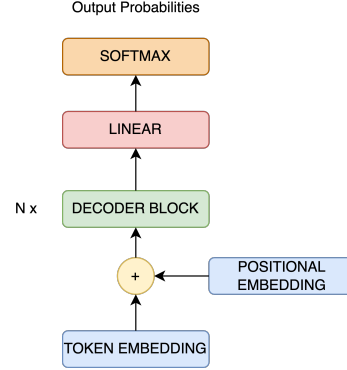 Output Probabilities
SOFTMAX
LINEAR
N x
DECODER BLOCK
+
POSITIONAL
EMBEDDING
TOKEN EMBEDDING